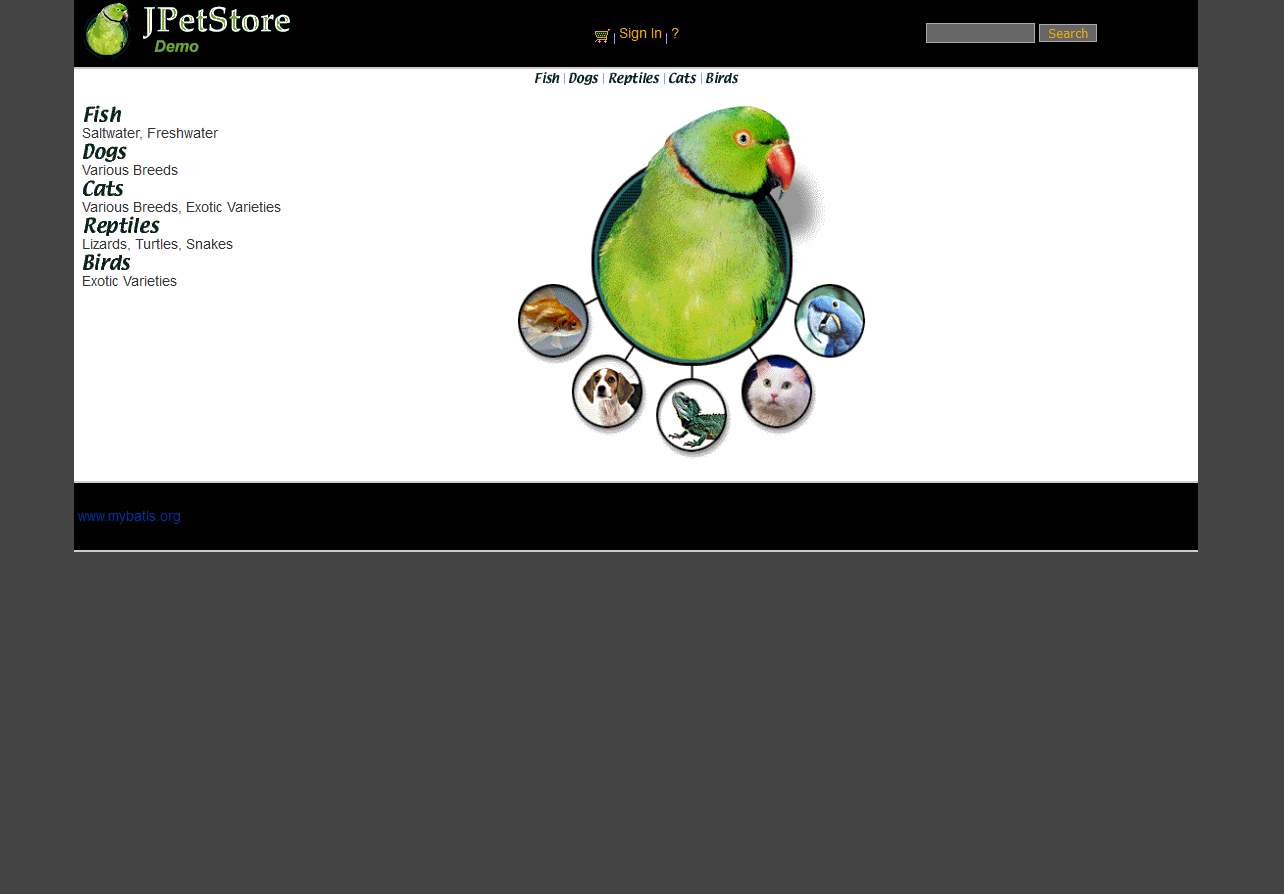 JPetStore
Demo
Sign In ?
Search
Fish | Dogs | Reptiles | Cats | Birds
Fish
Saltwater, Freshwater
Dogs
Various Breeds
Cats
Various Breeds, Exotic Varieties
Reptiles
Lizards, Turtles, Snakes
Birds
Exotic Varieties
www.mybatis.org